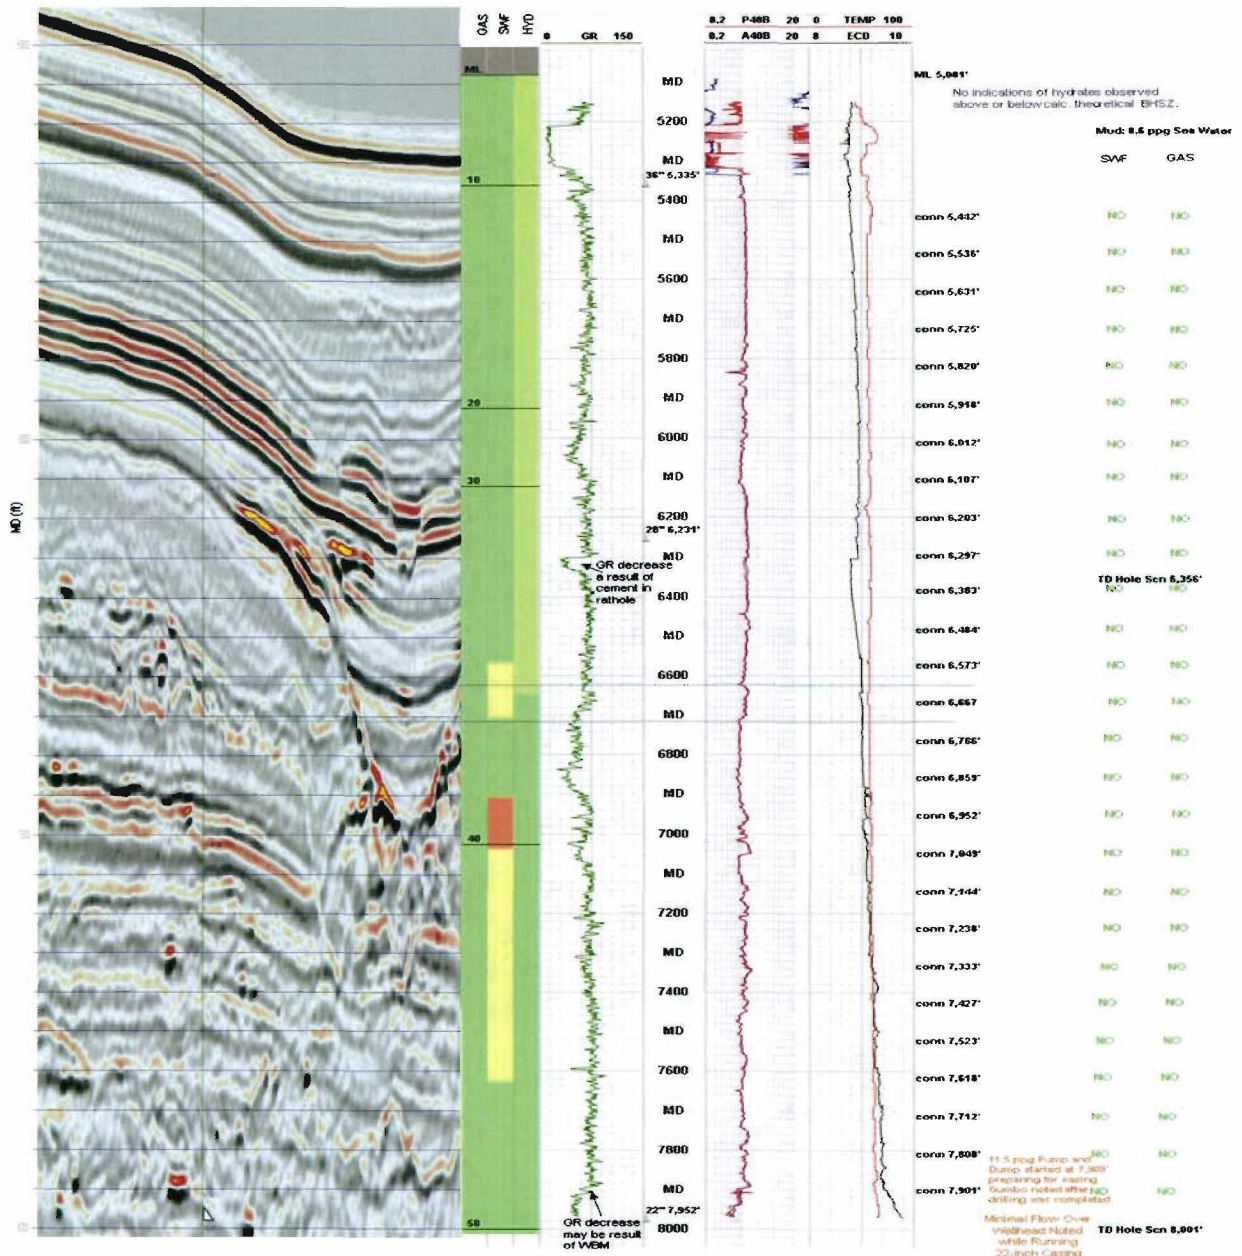 GAS SWF HYD
0 GR 150
0.2 P40B 20 0 TEMP 100
0.2 A40B 20 8 ECD 10
ML
MD
ML 5,081'
No indications of hydrates observed
above or below calc. theoretical BHSZ.
5200
Mud: 8.6 ppg Sea Water
MD
SWF GAS
36" 5,335'
10
5400
conn 5,442' NO NO
MD
conn 5,536' NO NO
5600
conn 5,631' NO NO
MD
conn 5,725' NO NO
5800
conn 5,820' NO NO
MD
conn 5,918' NO NO
20
6000
conn 6,012' NO NO
MD
conn 6,107' NO NO
30
6200
conn 6,203' NO NO
28" 6,231'
MD
conn 6,297' NO NO
MD (ft)
GR decrease
a result of
cement in
rathole
TD Hole Scn 6,356'
conn 6,383' NO NO
6400
conn 6,484' NO NO
MD
conn 6,573' NO NO
6600
conn 6,667 NO NO
MD
conn 6,766' NO NO
6800
conn 6,859' NO NO
MD
conn 6,952' NO NO
7000
40
conn 7,049' NO NO
MD
conn 7,144' NO NO
7200
conn 7,238' NO NO
MD
conn 7,333' NO NO
7400
conn 7,427' NO NO
MD
conn 7,523' NO NO
7600
conn 7,618' NO NO
MD
conn 7,712' NO NO
7800
conn 7,808' NO NO
11.5 ppg Pump and
Dump started at
preparing for casing
Gumbo noted after
drilling was completed
MD
conn 7,901' NO NO
22" 7,952'
GR decrease
may be result
of WBM
50
8000
Minimal Flow Over
Wellhead Noted
while Running
22-inch Casing
TD Hole Scn 8,001'